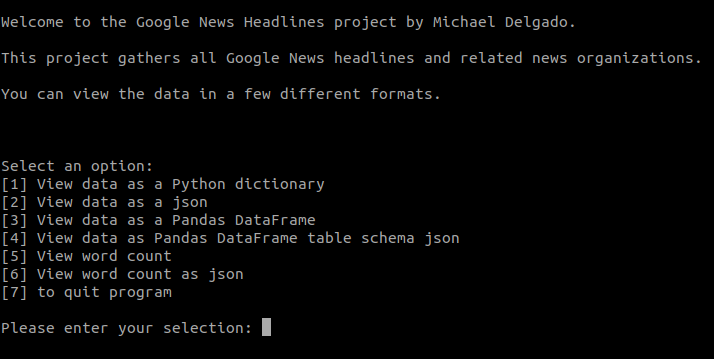 Welcome to the Google News Headlines project by Michael Delgado.
This project gathers all Google News headlines and related news organizations.
You can view the data in a few different formats.
Select an option:
[1] View data as a Python dictionary
[2] View data as a json
[3] View data as a Pandas DataFrame
[4] View data as Pandas DataFrame table schema json
[5] View word count
[6] View word count as json
[7] to quit program
Please enter your selection: